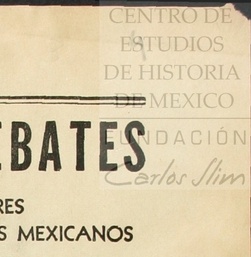 CENTRO DE
ESTUDIOS
DE HISTORIA
DE MEXICO
FUNDACIÓN
Carlos Slim
EBATES
RES
S MEXICANOS